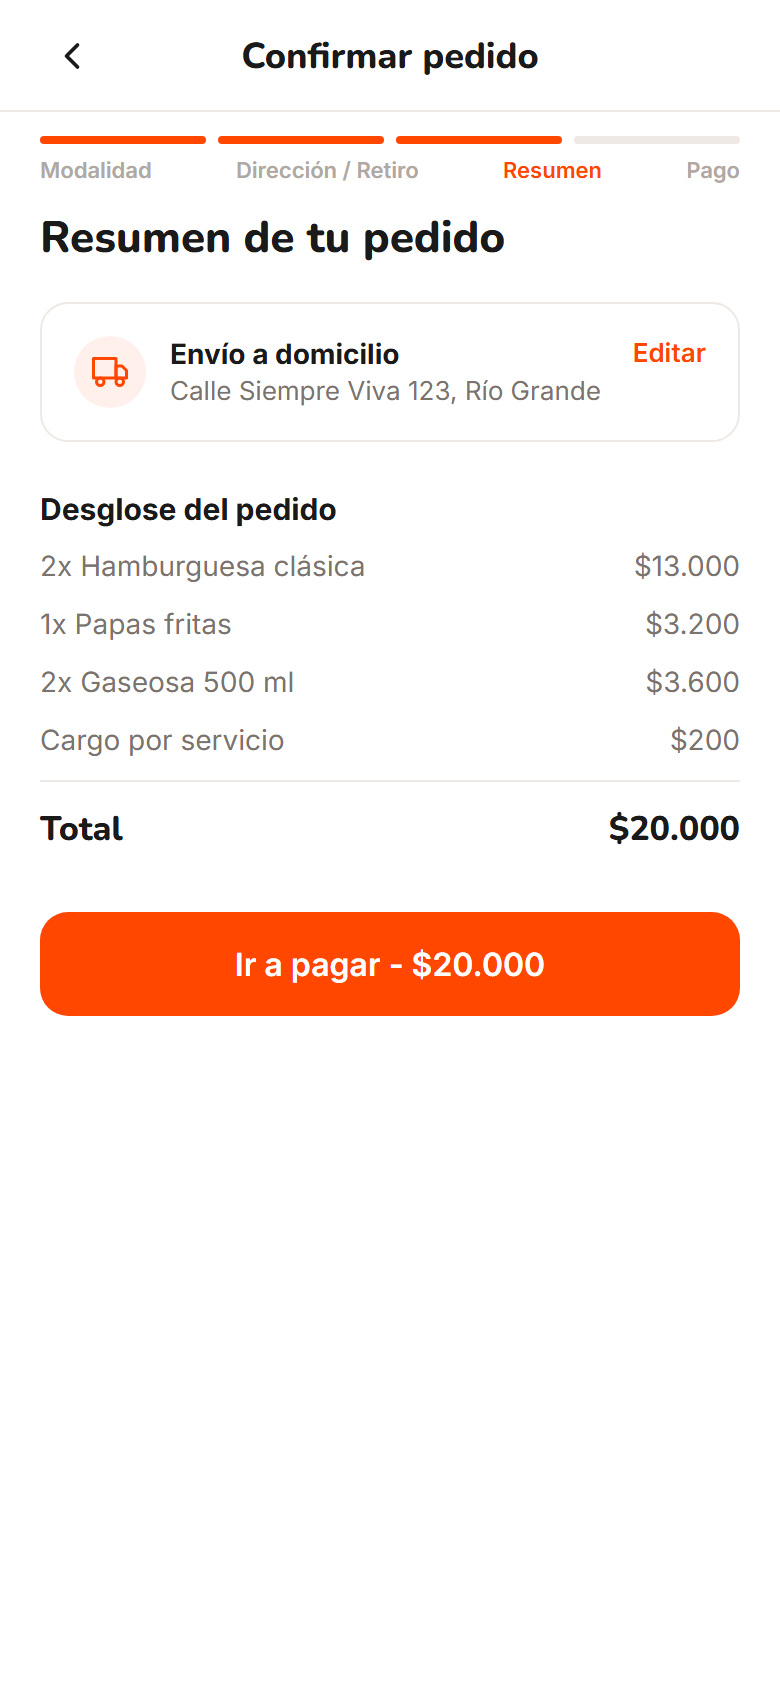 Confirmar pedido
Modalidad Dirección / Retiro Resumen Pago
Resumen de tu pedido
Envío a domicilio Editar
Calle Siempre Viva 123, Río Grande
Desglose del pedido
2x Hamburguesa clásica $13.000
1x Papas fritas $3.200
2x Gaseosa 500 ml $3.600
Cargo por servicio $200
Total $20.000
Ir a pagar - $20.000